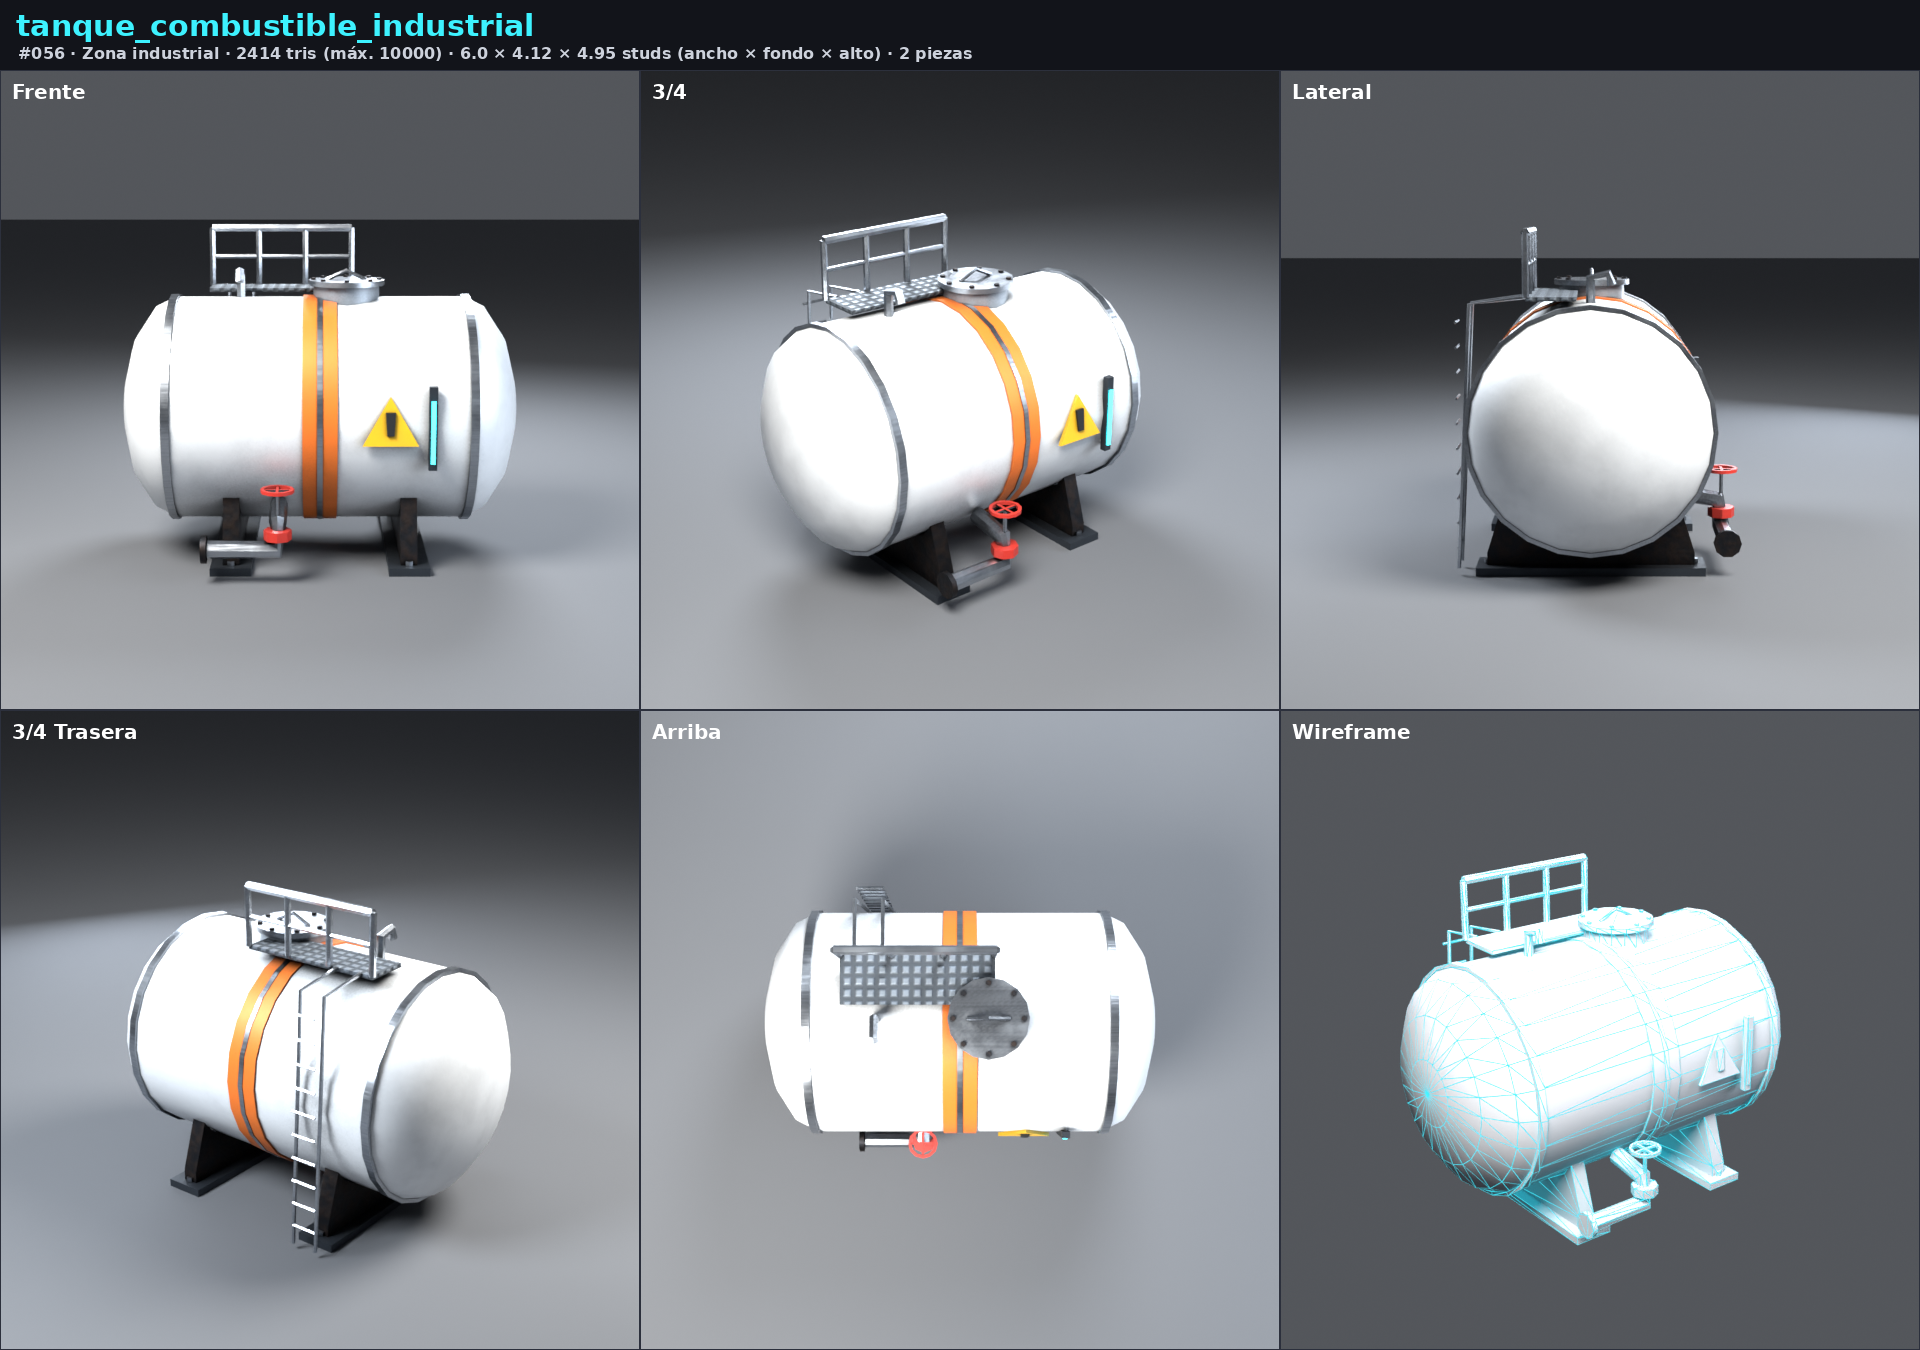 tanque_combustible_industrial
#056 · Zona industrial · 2414 tris (máx. 10000) · 6.0 × 4.12 × 4.95 studs (ancho × fondo × alto) · 2 piezas
Frente
3/4
Lateral
3/4 Trasera
Arriba
Wireframe